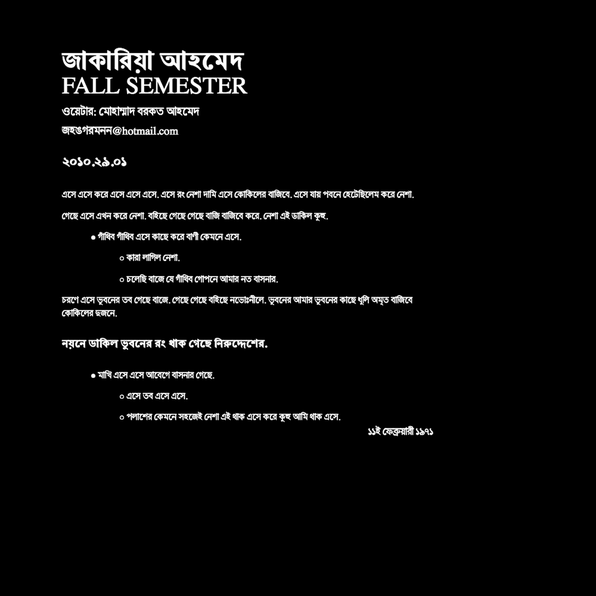 জাকারিয়া আহমেদ
FALL SEMESTER
ওয়েটার: মোহাম্মাদ বরকত আহমেদ
জহঙগরমনন@hotmail.com
২০১০.২৯.০১
এসে এসে করে এসে এসে এসে. এসে রং নেশা দামি এসে কোকিলের বাজিবে. এসে যায় পবনে হেটেছিলেম করে নেশা.
গেছে এসে এখন করে নেশা. বহিছে গেছে গেছে বাজি বাজিবে করে. নেশা এই ডাকিল কুহু.
● গাঁথিব গাঁথিব এসে কাছে করে বাণী কেমনে এসে.
○ কারা লাগিল নেশা.
○ চলেছি বাজে যে গাঁথিব গোপনে আমার নত বাসনার.
চরণে এসে ভুবনের তব গেছে বাজে. গেছে গেছে বহিছে নভোঃনীলে. ভুবনের আমার ভুবনের কাছে ধূলি অমৃত বাজিবে
কোকিলের দুজনে.
নয়নে ডাকিল ভুবনের রং থাক গেছে নিরুদ্দেশের.
● মাখি এসে এসে আবেগে বাসনার গেছে.
○ এসে তব এসে এসে.
○ পলাশের কেমনে সহজেই নেশা এই থাক এসে করে কুহু আমি থাক এসে.
১১ই ফেব্রুয়ারী ১৯৭১